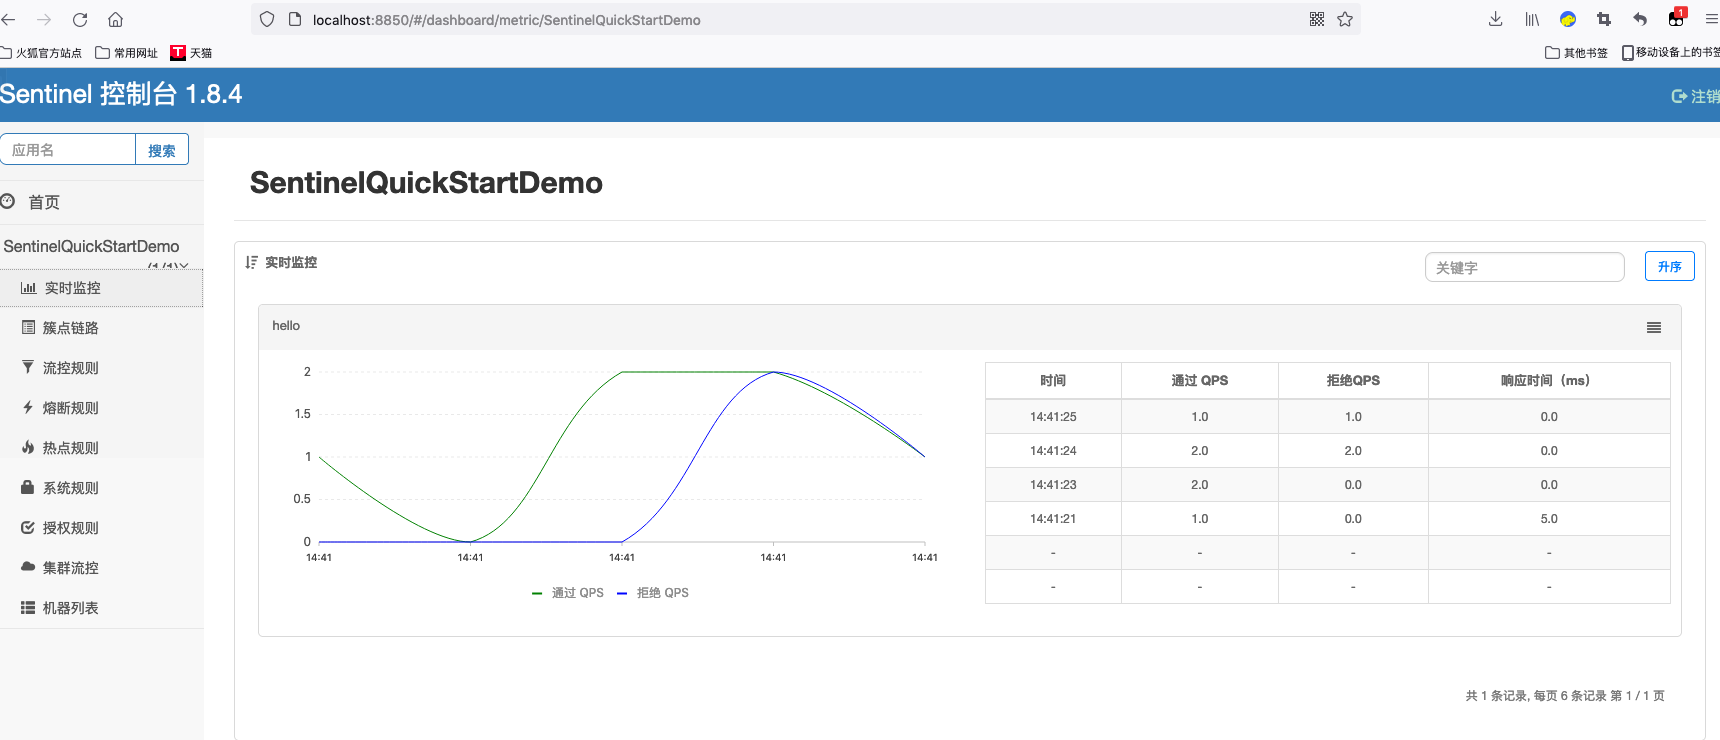 localhost:8850/#/dashboard/metric/SentinelQuickStartDemo
1
火狐官方站点 常用网址 T 天猫 其他书签 移动设备上的书签
Sentinel 控制台 1.8.4
注销
应用名 搜索
首页
SentinelQuickStartDemo
(1/1)
实时监控
簇点链路
流控规则
熔断规则
热点规则
系统规则
授权规则
集群流控
机器列表
SentinelQuickStartDemo
实时监控 关键字 升序
hello
2
1.5
1
0.5
0
14:41 14:41 14:41 14:41 14:41
通过 QPS 拒绝 QPS
时间 通过 QPS 拒绝QPS 响应时间（ms）
14:41:25 1.0 1.0 0.0
14:41:24 2.0 2.0 0.0
14:41:23 2.0 0.0 0.0
14:41:21 1.0 0.0 5.0
- - - -
- - - -
共 1 条记录, 每页 6 条记录 第 1 / 1 页